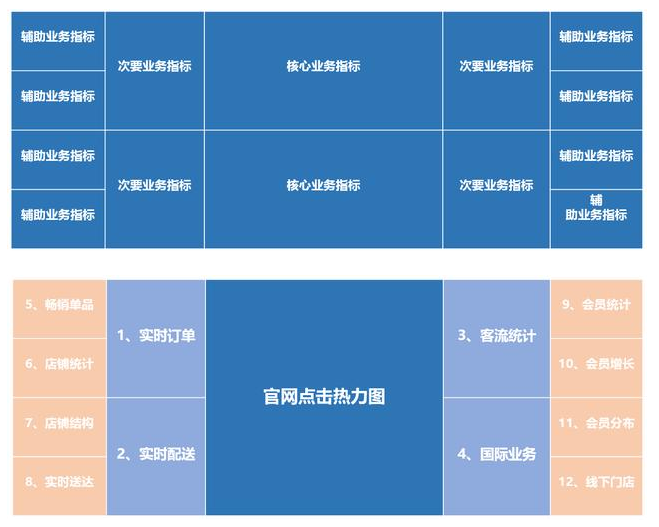 辅助业务指标
次要业务指标
核心业务指标
次要业务指标
辅助业务指标
辅助业务指标
辅助业务指标
辅助业务指标
次要业务指标
核心业务指标
次要业务指标
辅助业务指标
辅助业务指标
辅
助业务指标
5、畅销单品
1、实时订单
3、客流统计
9、会员统计
6、店铺统计
10、会员增长
官网点击热力图
7、店铺结构
2、实时配送
4、国际业务
11、会员分布
8、实时送达
12、线下门店